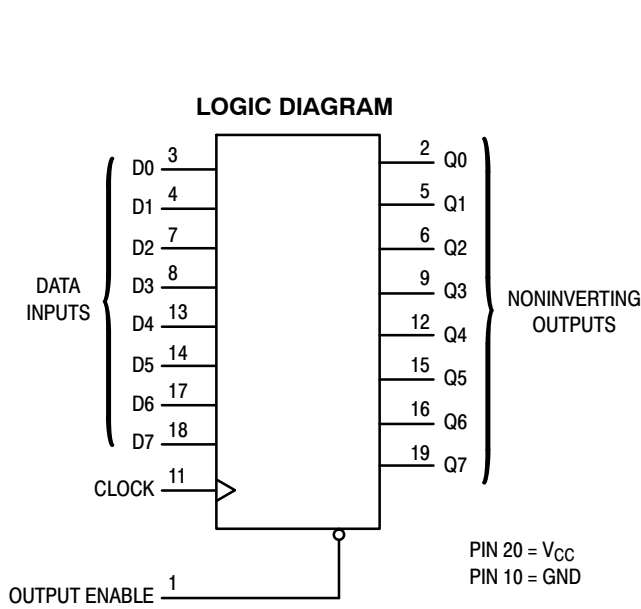 LOGIC DIAGRAM
DATA
INPUTS
D0 3
D1 4
D2 7
D3 8
D4 13
D5 14
D6 17
D7 18
CLOCK 11
OUTPUT ENABLE 1
2 Q0
5 Q1
6 Q2
9 Q3
12 Q4
15 Q5
16 Q6
19 Q7
NONINVERTING
OUTPUTS
PIN 20 = VCC
PIN 10 = GND